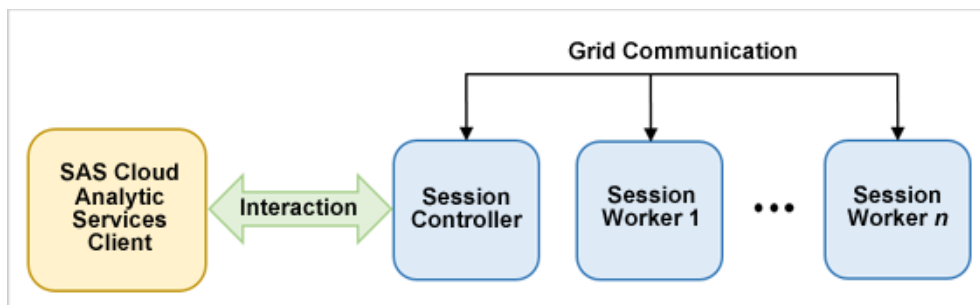 Grid Communication
SAS Cloud
Analytic
Services
Client
Interaction
Session
Controller
Session
Worker 1
•••
Session
Worker n